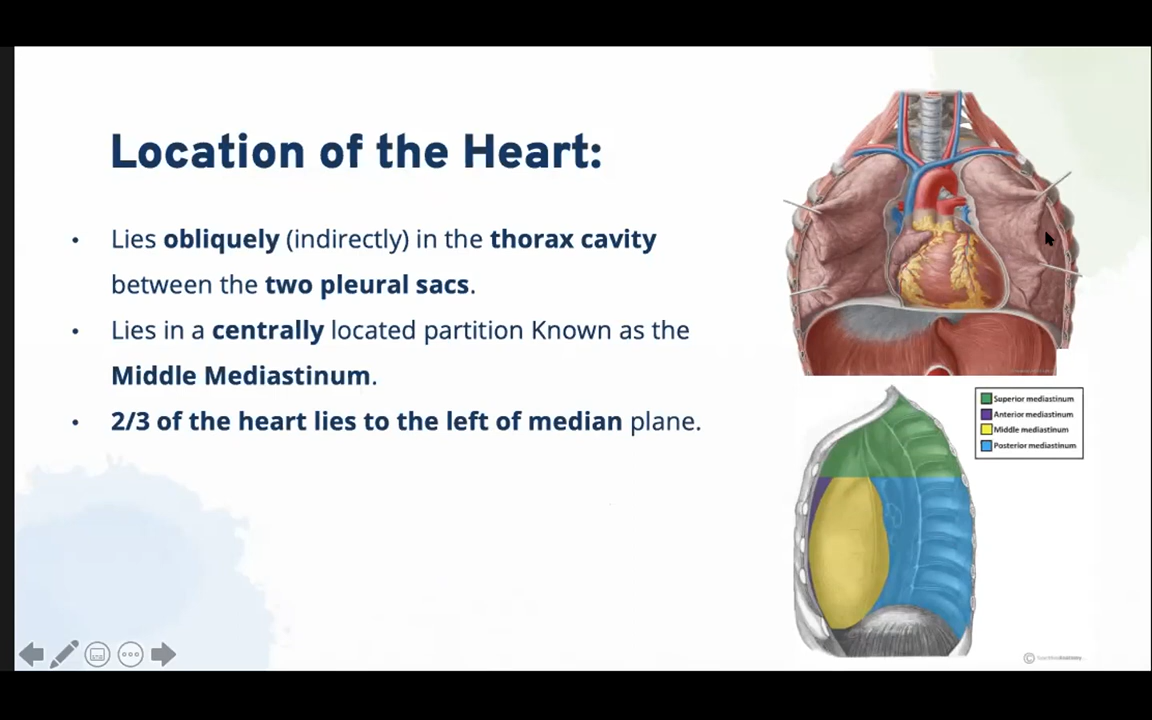 Location of the Heart:
• Lies obliquely (indirectly) in the thorax cavity
between the two pleural sacs.
• Lies in a centrally located partition Known as the
Middle Mediastinum.
• 2/3 of the heart lies to the left of median plane.
Superior mediastinum
Anterior mediastinum
Middle mediastinum
Posterior mediastinum
©